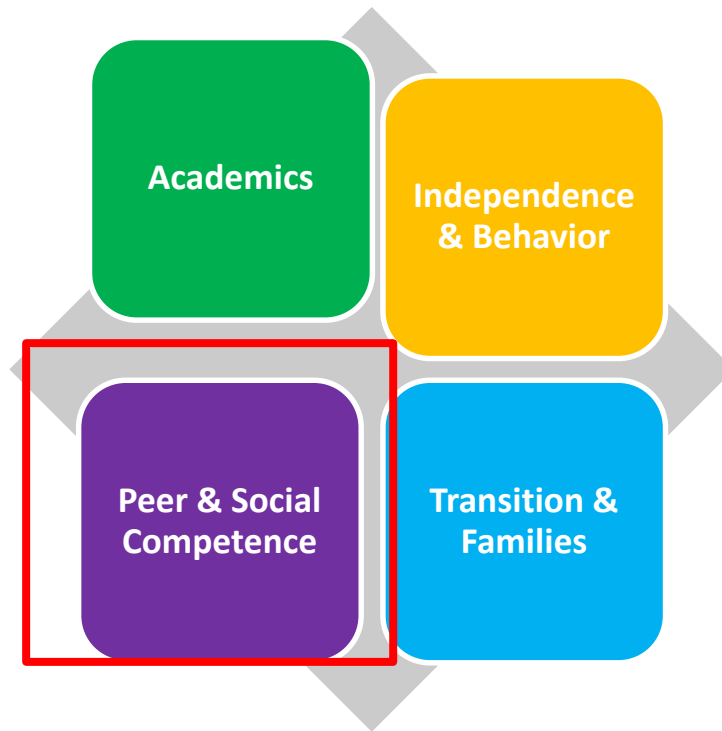 Academics
Independence
& Behavior
Peer & Social
Competence
Transition &
Families